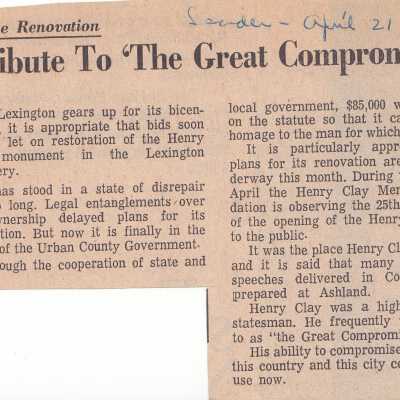 e Renovation
Leader - April 21
ibute To 'The Great Comprom
Lexington gears up for its bicen-
, it is appropriate that bids soon
let on restoration of the Henry
monument in the Lexington
ery.
as stood in a state of disrepair
o long. Legal entanglements over
wnership delayed plans for its
tion. But now it is finally in the
of the Urban County Government.
ough the cooperation of state and
local government, $85,000 w
on the statute so that it ca
homage to the man for which
It is particularly appr
plans for its renovation are
derway this month. During
April the Henry Clay Mem
dation is observing the 25th
of the opening of the Henry
to the public.
It was the place Henry Cla
and it is said that many
speeches delivered in Co
prepared at Ashland.
Henry Clay was a high
statesman. He frequently
to as "the Great Compromi
His ability to compromise
this country and this city co
use now.